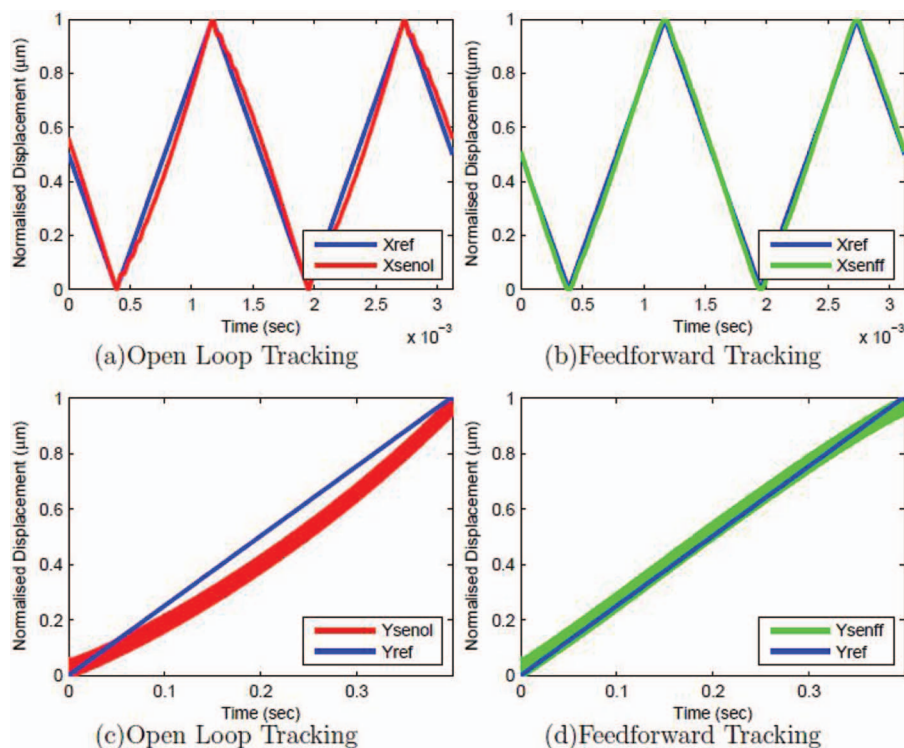 Normalised Displacement (µm)
1
0.8
0.6
0.4
0.2
0
Xref
Xsenol
0 0.5 1 1.5 2 2.5 3
Time (sec)
x 10⁻³
(a)Open Loop Tracking
Normalised Displacement(µm)
1
0.8
0.6
0.4
0.2
0
Xref
Xsenff
0 0.5 1 1.5 2 2.5 3
Time (sec)
x 10⁻³
(b)Feedforward Tracking
Normalised Displacement (µm)
1
0.8
0.6
0.4
0.2
0
Ysenol
Yref
0 0.1 0.2 0.3
Time (sec)
(c)Open Loop Tracking
Normalised Displacement (µm)
1
0.8
0.6
0.4
0.2
0
Ysenff
Yref
0 0.1 0.2 0.3
Time (sec)
(d)Feedforward Tracking